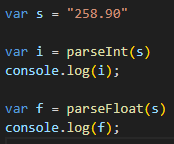 var s = "258.90"
var i = parseInt(s)
console.log(i);
var f = parseFloat(s)
console.log(f);